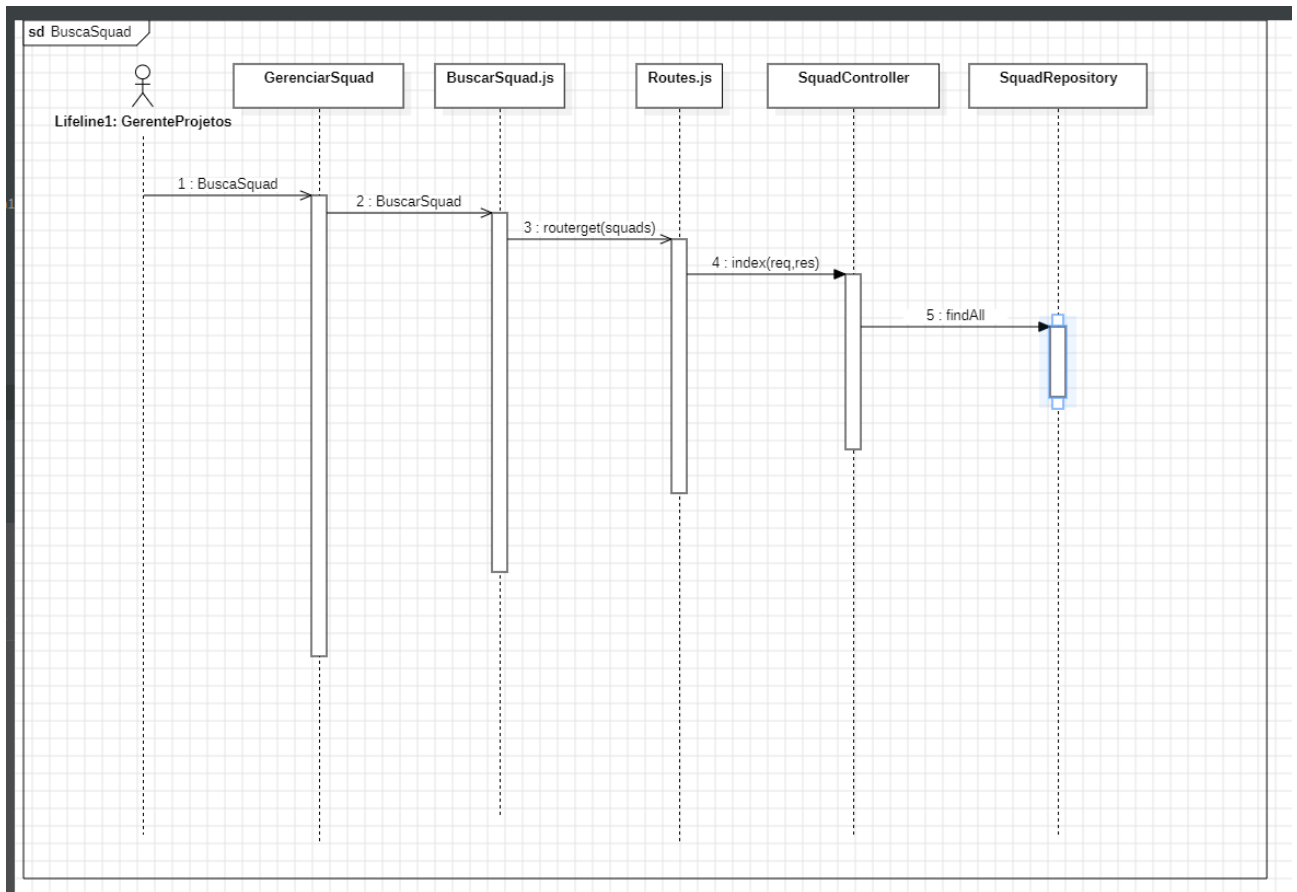 sd BuscaSquad
GerenciarSquad
BuscarSquad.js
Routes.js
SquadController
SquadRepository
Lifeline1: GerenteProjetos
1 : BuscaSquad
2 : BuscarSquad
3 : routerget(squads)
4 : index(req,res)
5 : findAll